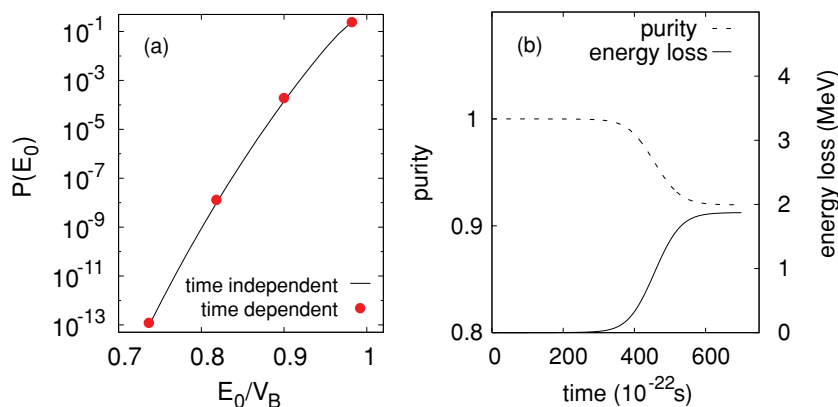 (a)
P(E₀)
10⁻¹
10⁻³
10⁻⁵
10⁻⁷
10⁻⁹
10⁻¹¹
10⁻¹³
time independent
time dependent
0.7 0.8 0.9 1
E₀/V_B
(b)
purity
energy loss
purity
1
0.9
0.8
energy loss (MeV)
4
3
2
1
0
0 200 400 600
time (10⁻²²s)